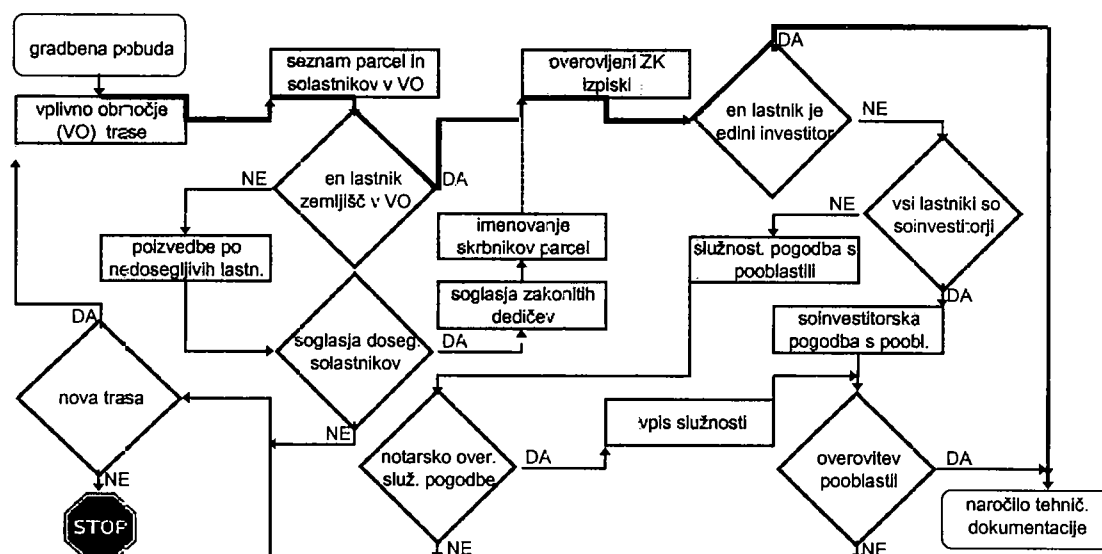 gradbena pobuda
vplivno območje
(VO) trase
seznam parcel in
solastnikov v VO
overovljeni ZK
izpiski
DA
en lastnik je
edini investitor
NE
en lastnik
zemljišč v VO
NE
DA
vsi lastniki so
soinvestitorji
NE
DA
poizvedbe po
nedosegljivih lastn.
imenovanje
skrbnikov parcel
služnost. pogodba s
pooblastili
soglasja zakonitih
dedičev
soinvestitorska
pogodba s poobl.
soglasja doseg.
solastnikov
DA
NE
DA
nova trasa
NE
STOP
notarsko over.
služ. pogodbe
DA
NE
vpis služnosti
overovitev
pooblastil
DA
NE
naročilo tehnič.
dokumentacije